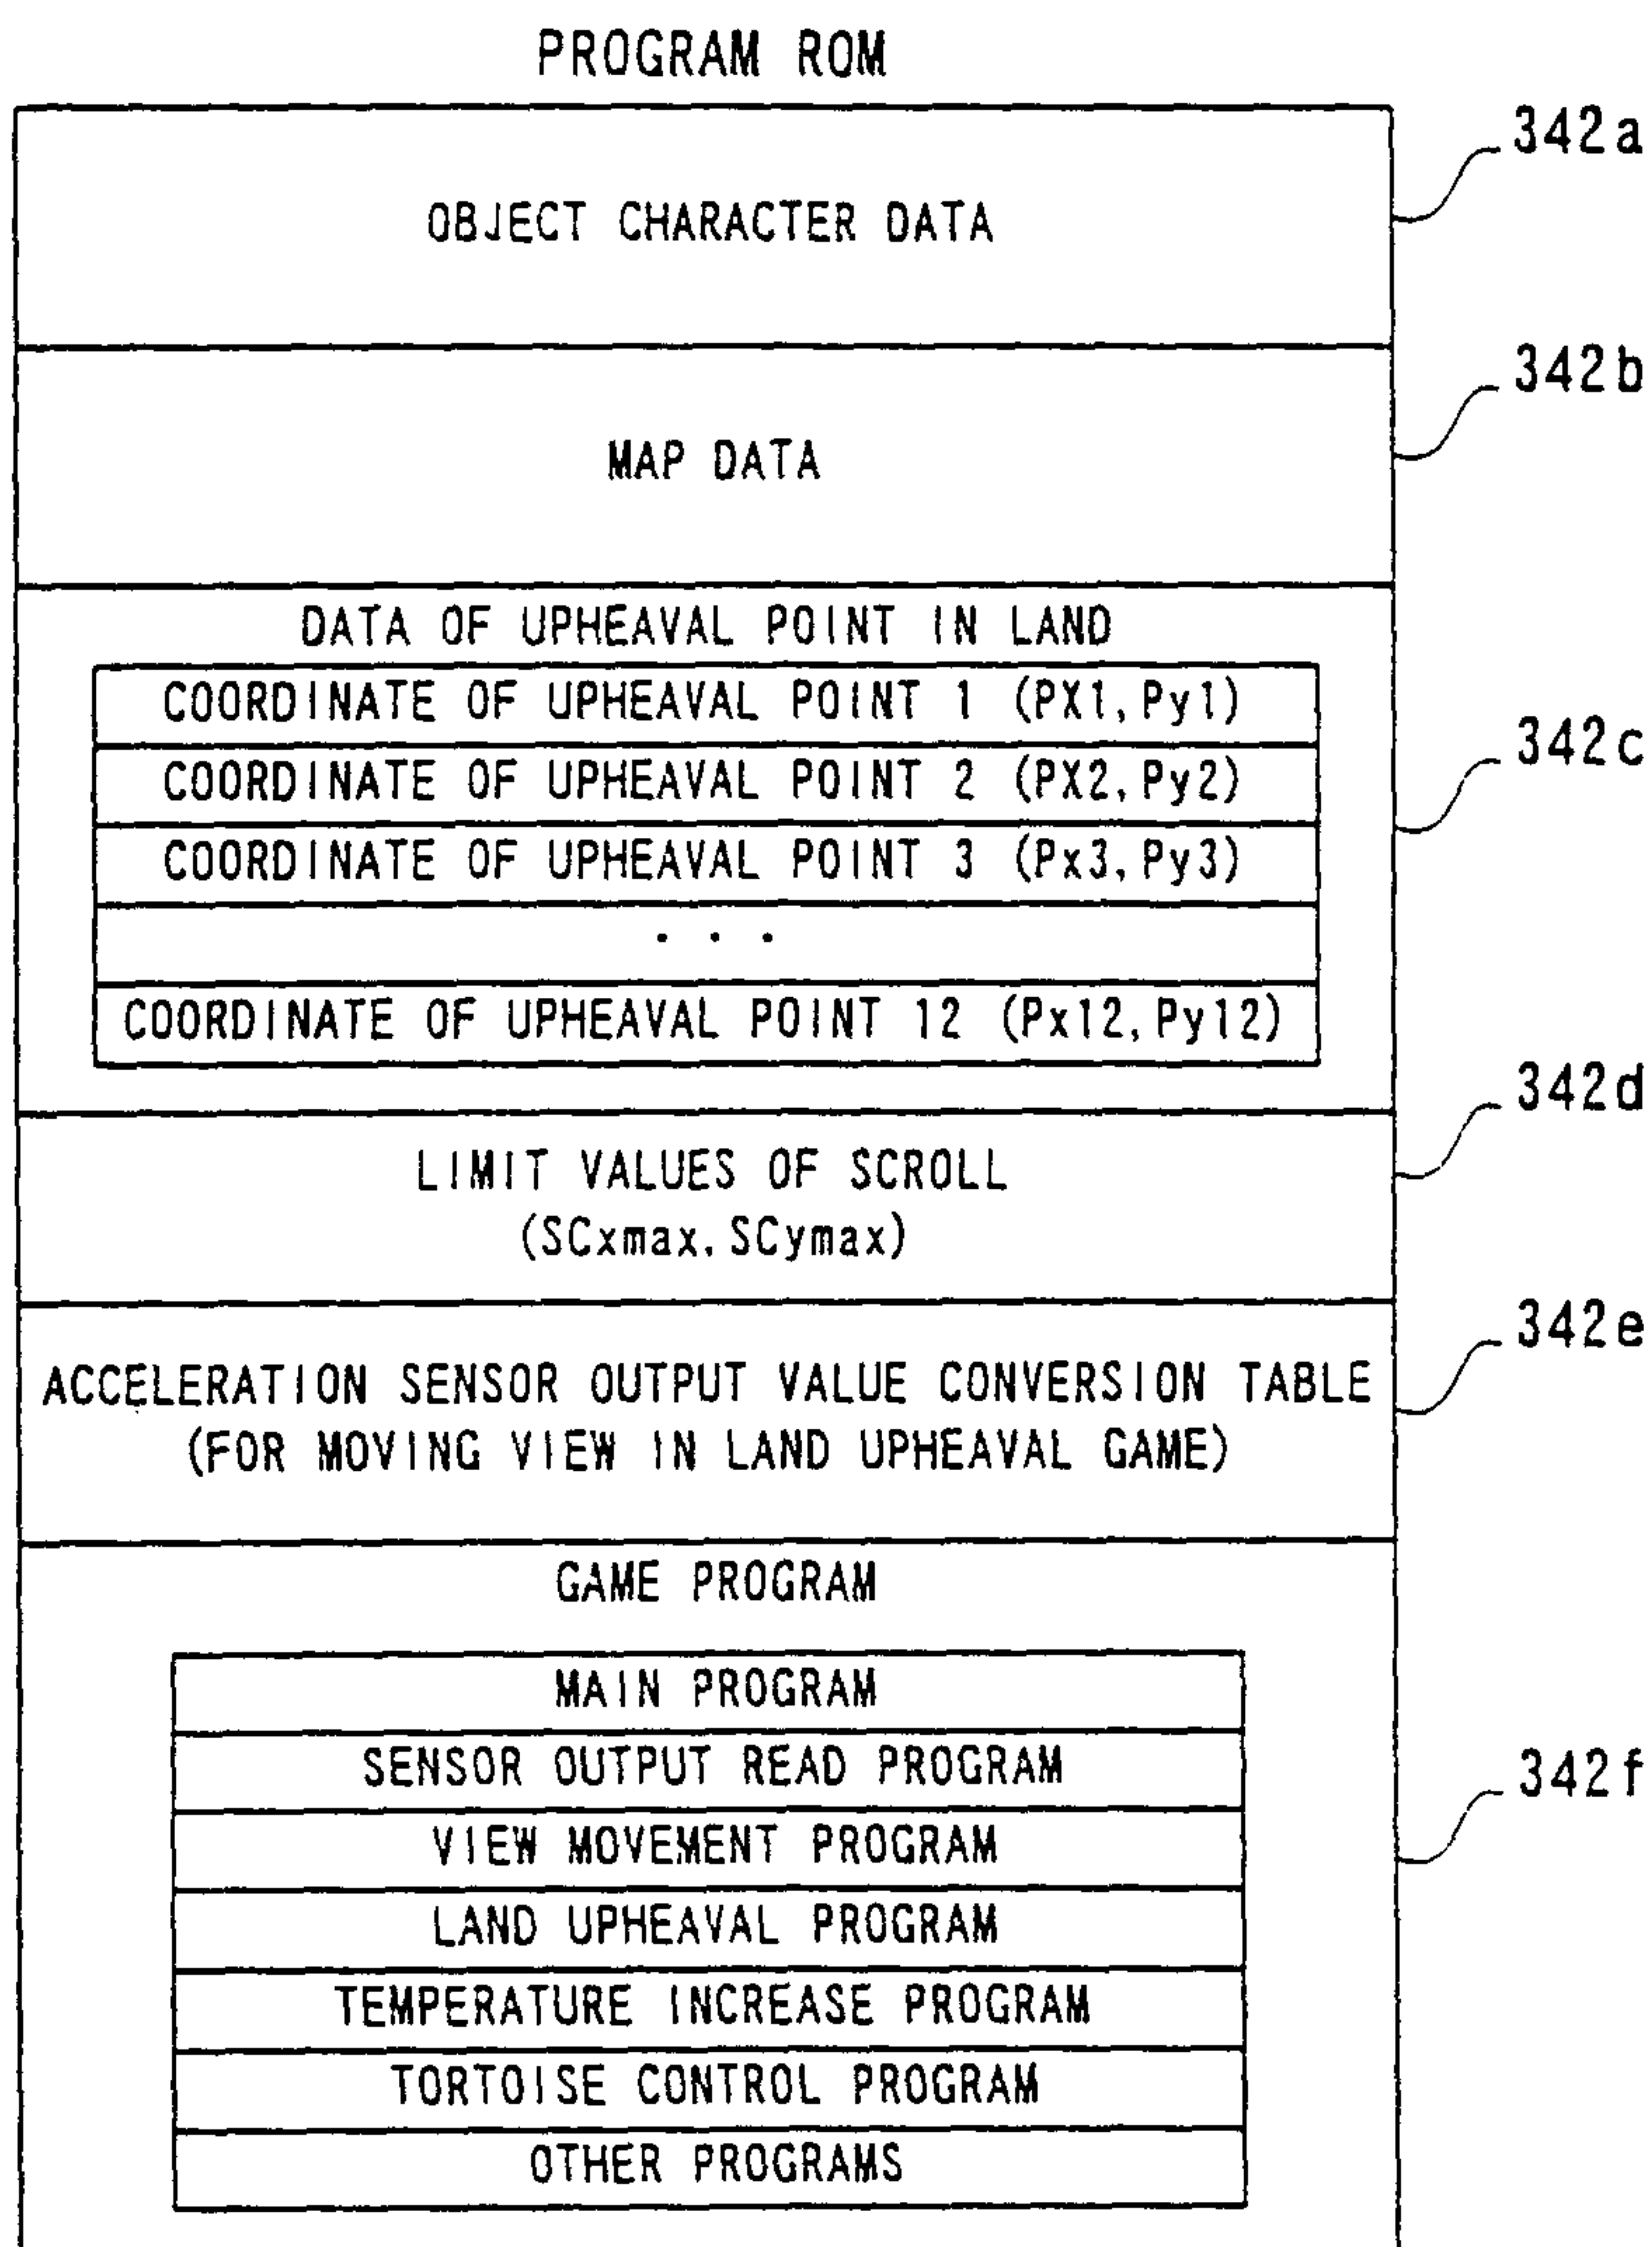 PROGRAM ROM
342a
OBJECT CHARACTER DATA
342b
MAP DATA
DATA OF UPHEAVAL POINT IN LAND
COORDINATE OF UPHEAVAL POINT 1 (PX1,Py1)
342c
COORDINATE OF UPHEAVAL POINT 2 (PX2,Py2)
COORDINATE OF UPHEAVAL POINT 3 (Px3,Py3)
. . .
COORDINATE OF UPHEAVAL POINT 12 (Px12,Py12)
342d
LIMIT VALUES OF SCROLL
(SCxmax,SCymax)
342e
ACCELERATION SENSOR OUTPUT VALUE CONVERSION TABLE
(FOR MOVING VIEW IN LAND UPHEAVAL GAME)
GAME PROGRAM
MAIN PROGRAM
SENSOR OUTPUT READ PROGRAM
342f
VIEW MOVEMENT PROGRAM
LAND UPHEAVAL PROGRAM
TEMPERATURE INCREASE PROGRAM
TORTOISE CONTROL PROGRAM
OTHER PROGRAMS